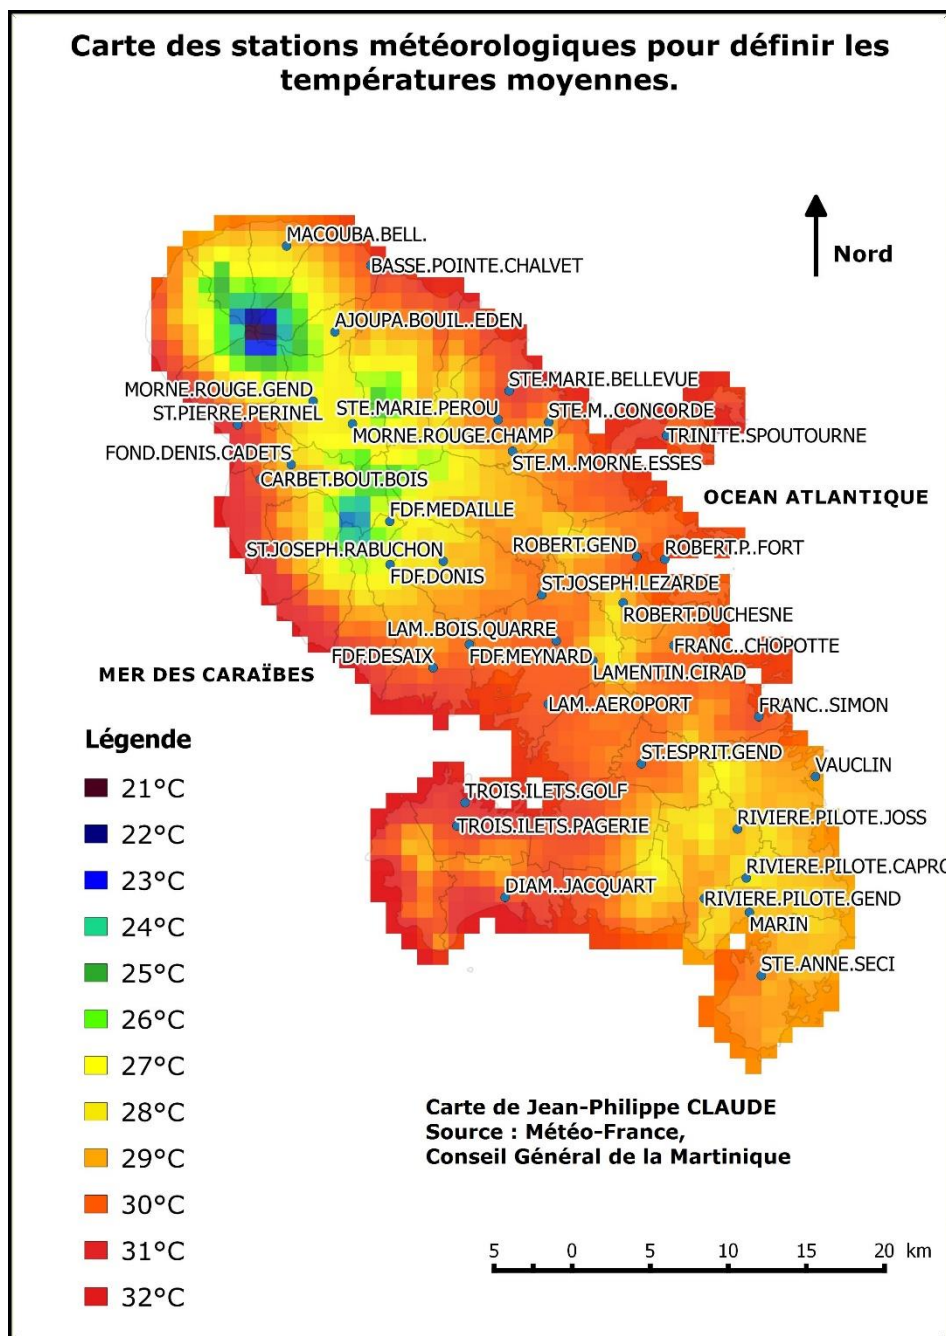 Carte des stations météorologiques pour définir les
températures moyennes.
Nord
MACOUBA.BELL.
BASSE.POINTE.CHALVET
AJOUPA.BOUIL..EDEN
STE.MARIE.BELLEVUE
MORNE.ROUGE.GEND
STE.MARIE.PEROU
STE.M..CONCORDE
ST.PIERRE.PERINEL
MORNE.ROUGE.CHAMP
TRINITE.SPOUTOURNE
FOND.DENIS.CADETS
STE.M..MORNE.ESSES
CARBET.BOUT.BOIS
OCEAN ATLANTIQUE
FDF.MEDAILLE
ST.JOSEPH.RABUCHON
ROBERT.GEND
ROBERT.P..FORT
FDF.DONIS
ST.JOSEPH.LEZARDE
ROBERT.DUCHESNE
LAM..BOIS.QUARRE
FRANC..CHOPOTTE
FDF.DESAIX
FDF.MEYNARD
LAMENTIN.CIRAD
MER DES CARAÏBES
LAM..AEROPORT
FRANC..SIMON
Légende
ST.ESPRIT.GEND
VAUCLIN
21°C
TROIS.ILETS.GOLF
RIVIERE.PILOTE.JOSS
22°C
TROIS.ILETS.PAGERIE
23°C
RIVIERE.PILOTE.CAPRO
DIAM..JACQUART
RIVIERE.PILOTE.GEND
24°C
MARIN
STE.ANNE.SECI
25°C
26°C
27°C
28°C
29°C
30°C
31°C
32°C
Carte de Jean-Philippe CLAUDE
Source : Météo-France,
Conseil Général de la Martinique
5 0 5 10 15 20 km